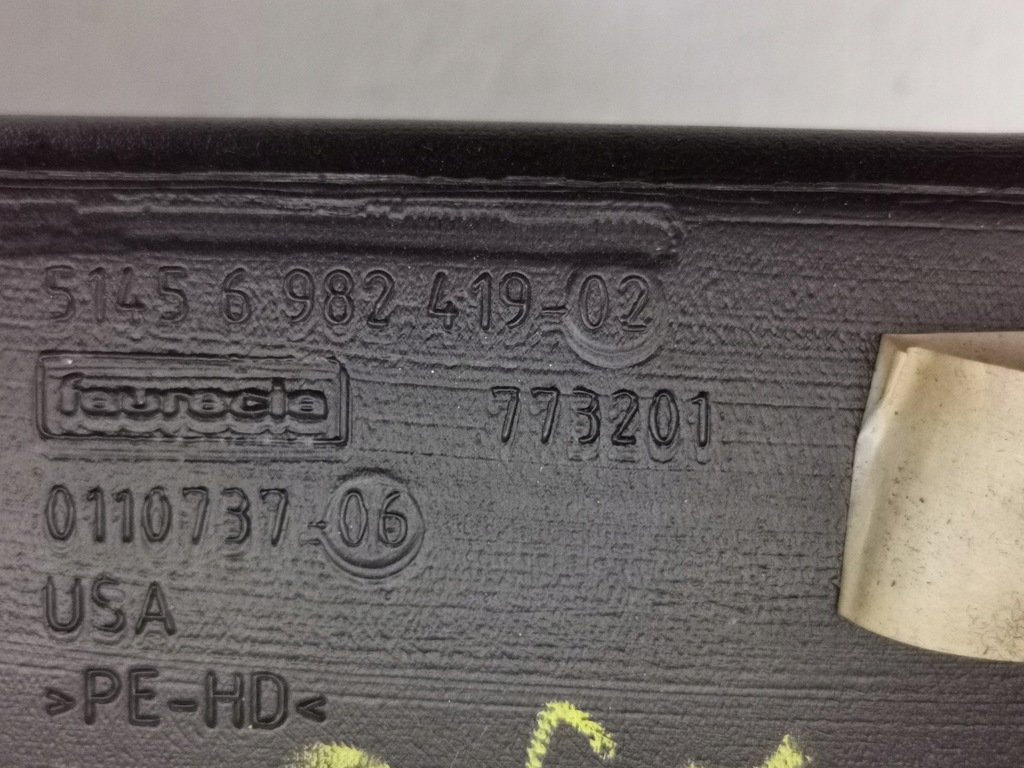 5145 6 982 419-02
faurecia 773201
0110737-06
USA
>PE-HD<